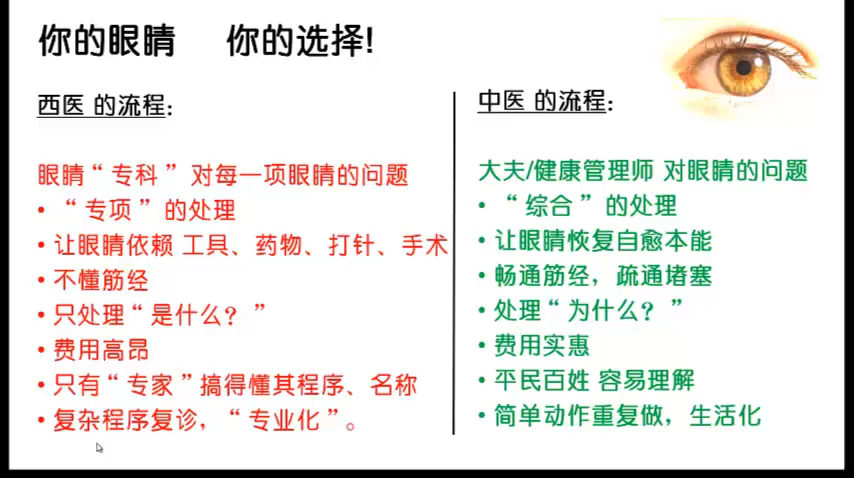 你的眼睛 你的选择!
西医 的流程：
眼睛“专科” 对每一项眼睛的问题
• “专项”的处理
• 让眼睛依赖 工具、药物、打针、手术
• 不懂筋经
• 只处理“是什么？”
• 费用高昂
• 只有“专家”搞得懂其程序、名称
• 复杂程序复诊，“专业化”。
中医 的流程：
大夫/健康管理师 对眼睛的问题
• “综合”的处理
• 让眼睛恢复自愈本能
• 畅通筋经，疏通堵塞
• 处理“为什么？”
• 费用实惠
• 平民百姓 容易理解
• 简单动作重复做，生活化